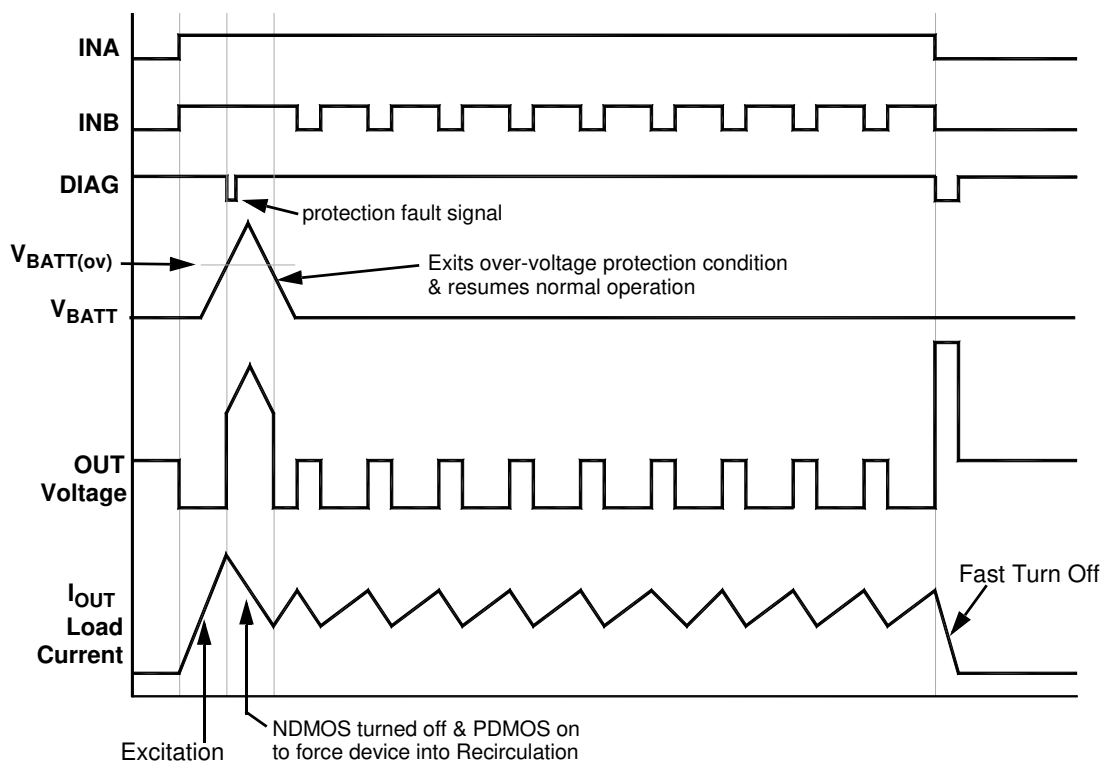 INA
INB
DIAG
protection fault signal
VBATT(ov)
Exits over-voltage protection condition
& resumes normal operation
VBATT
OUT
Voltage
Fast Turn Off
IOUT
Load
Current
NDMOS turned off & PDMOS on
to force device into Recirculation
Excitation